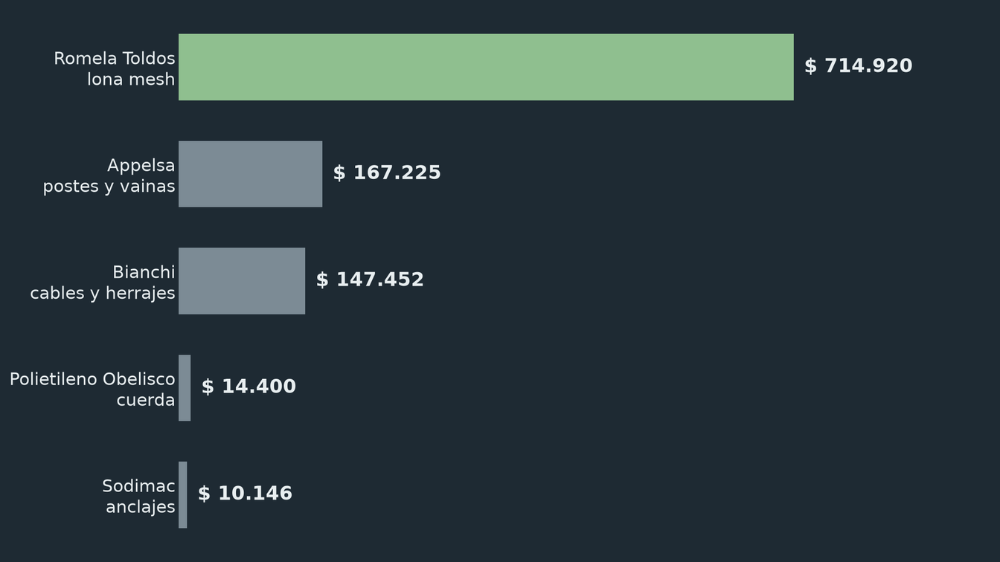 Romela Toldos
lona mesh
$ 714.920
Appelsa
postes y vainas
$ 167.225
Bianchi
cables y herrajes
$ 147.452
Polietileno Obelisco
cuerda
$ 14.400
Sodimac
anclajes
$ 10.146